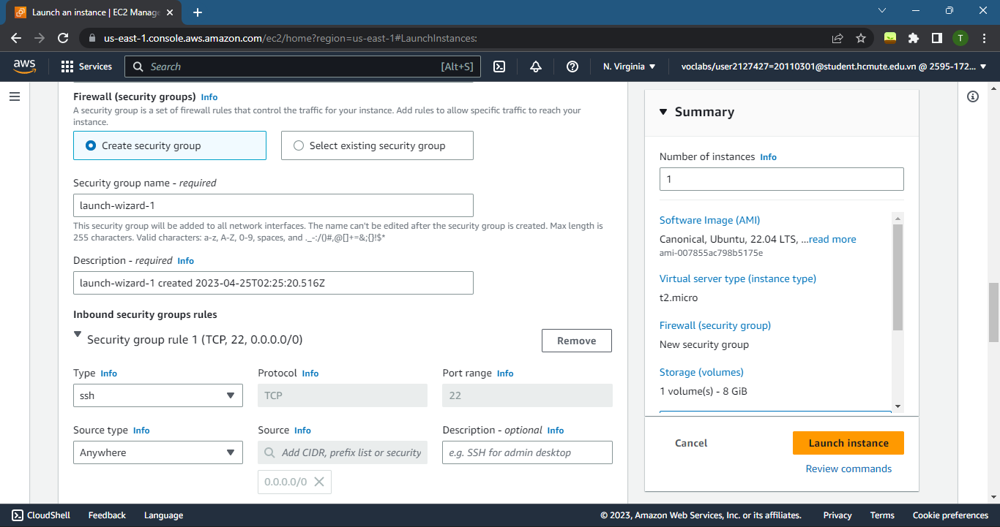 Launch an instance | EC2 Manage
us-east-1.console.aws.amazon.com/ec2/home?region=us-east-1#LaunchInstances:
T
aws
Services
Search
[Alt+S]
N. Virginia
voclabs/user2127427=20110301@student.hcmute.edu.vn @ 2595-172...
Firewall (security groups) Info
A security group is a set of firewall rules that control the traffic for your instance. Add rules to allow specific traffic to reach your
instance.
Create security group
Select existing security group
Security group name - required
launch-wizard-1
This security group will be added to all network interfaces. The name can't be edited after the security group is created. Max length is
255 characters. Valid characters: a-z, A-Z, 0-9, spaces, and ._-:/()#,@[]+=&;{}!$*
Description - required Info
launch-wizard-1 created 2023-04-25T02:25:20.516Z
Inbound security groups rules
Security group rule 1 (TCP, 22, 0.0.0.0/0)
Remove
Type Info
Protocol Info
Port range Info
ssh
TCP
22
Source type Info
Source Info
Description - optional Info
Anywhere
Add CIDR, prefix list or security
e.g. SSH for admin desktop
0.0.0.0/0
Summary
Number of instances Info
1
Software Image (AMI)
Canonical, Ubuntu, 22.04 LTS, ...read more
ami-007855ac798b5175e
Virtual server type (instance type)
t2.micro
Firewall (security group)
New security group
Storage (volumes)
1 volume(s) - 8 GiB
Cancel
Launch instance
Review commands
CloudShell
Feedback
Language
© 2023, Amazon Web Services, Inc. or its affiliates.
Privacy
Terms
Cookie preferences